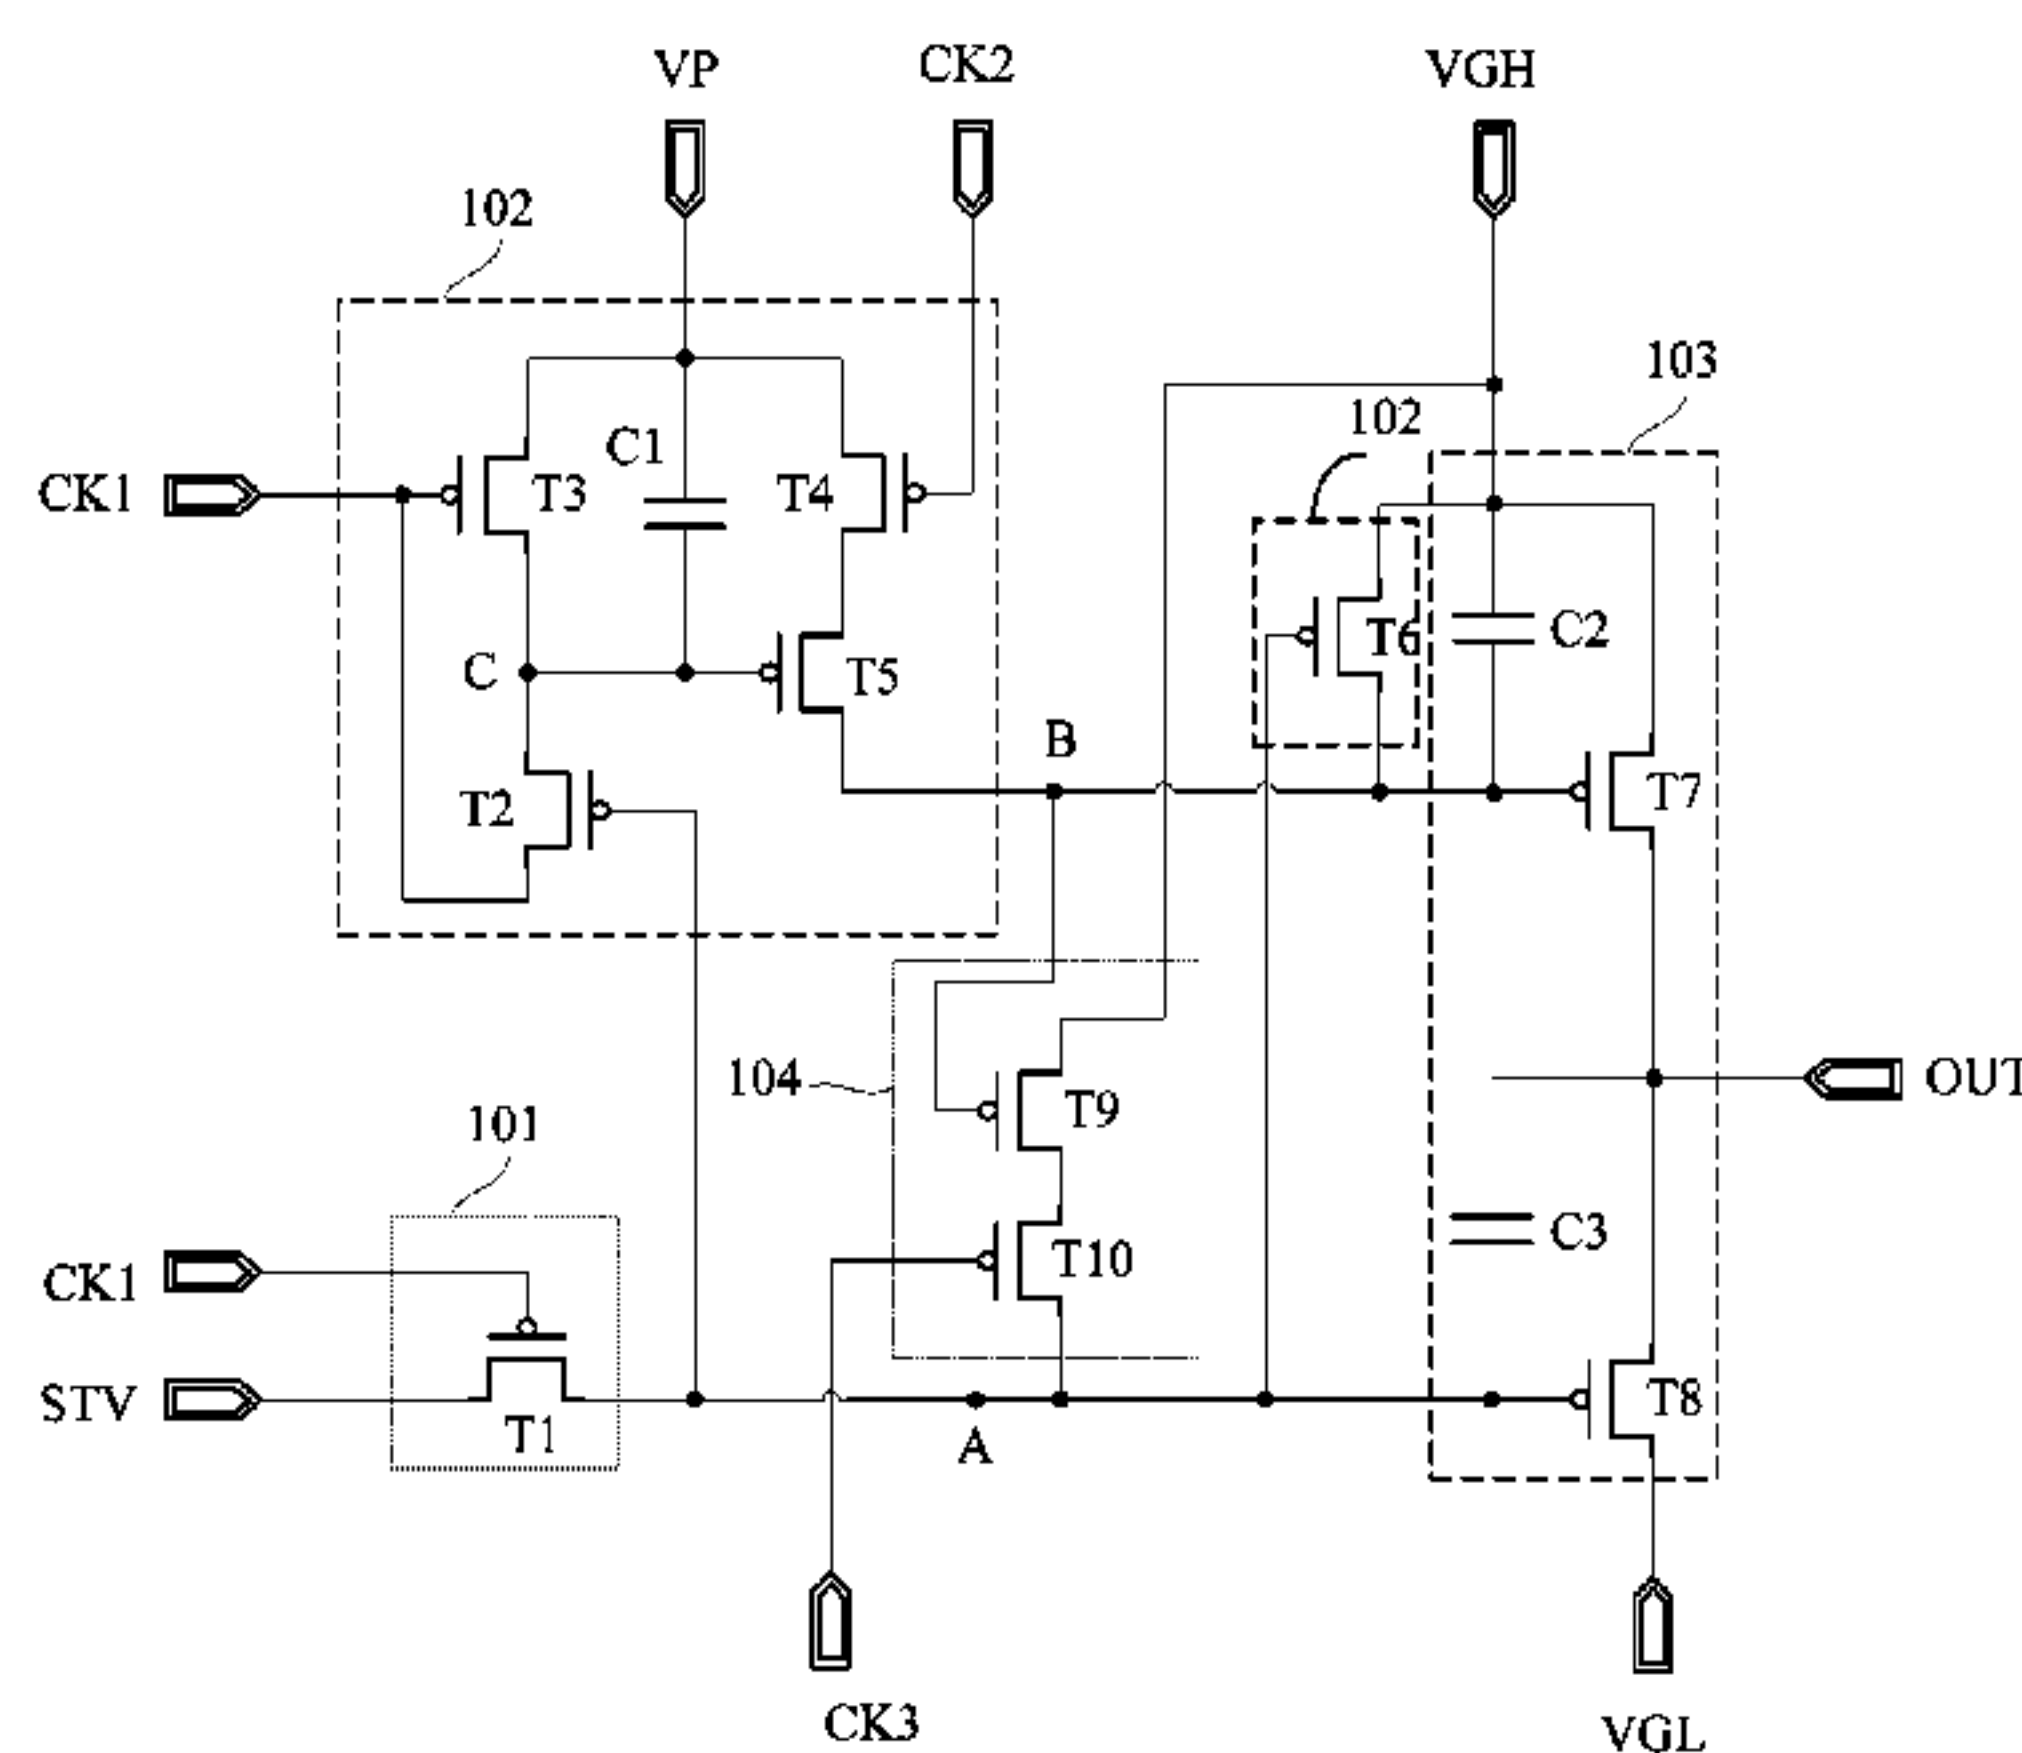 VP CK2 VGH
102
103
102
C1
CK1 T3 T4
T6 C2
C T5
B
T2 T7
104 OUT
T9
101
C3
CK1 T10
STV T8
T1 A
CK3 VGL